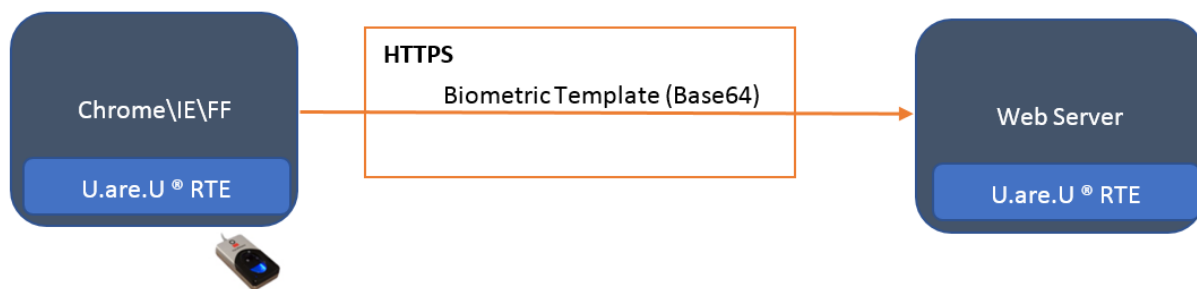 Chrome\IE\FF
U.are.U ® RTE
HTTPS
Biometric Template (Base64)
Web Server
U.are.U ® RTE